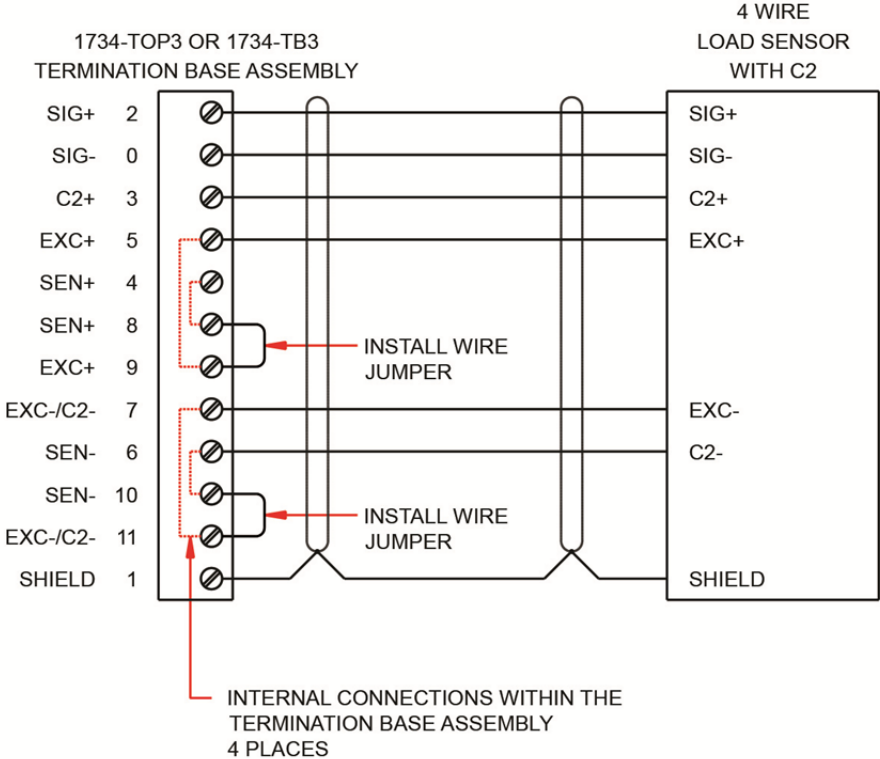 4 WIRE
1734-TOP3 OR 1734-TB3 LOAD SENSOR
TERMINATION BASE ASSEMBLY WITH C2
SIG+ 2 SIG+
SIG- 0 SIG-
C2+ 3 C2+
EXC+ 5 EXC+
SEN+ 4
SEN+ 8
INSTALL WIRE
EXC+ 9 JUMPER
EXC-/C2- 7 EXC-
SEN- 6 C2-
SEN- 10
INSTALL WIRE
EXC-/C2- 11 JUMPER
SHIELD 1 SHIELD
INTERNAL CONNECTIONS WITHIN THE
TERMINATION BASE ASSEMBLY
4 PLACES